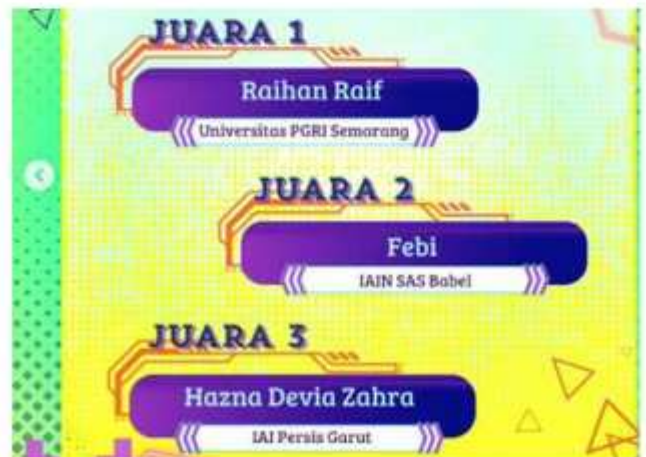 JUARA 1
Raihan Raif
Universitas PGRI Semarang
JUARA 2
Febi
IAIN SAS Babel
JUARA 3
Hazna Devia Zahra
IAI Persis Garut